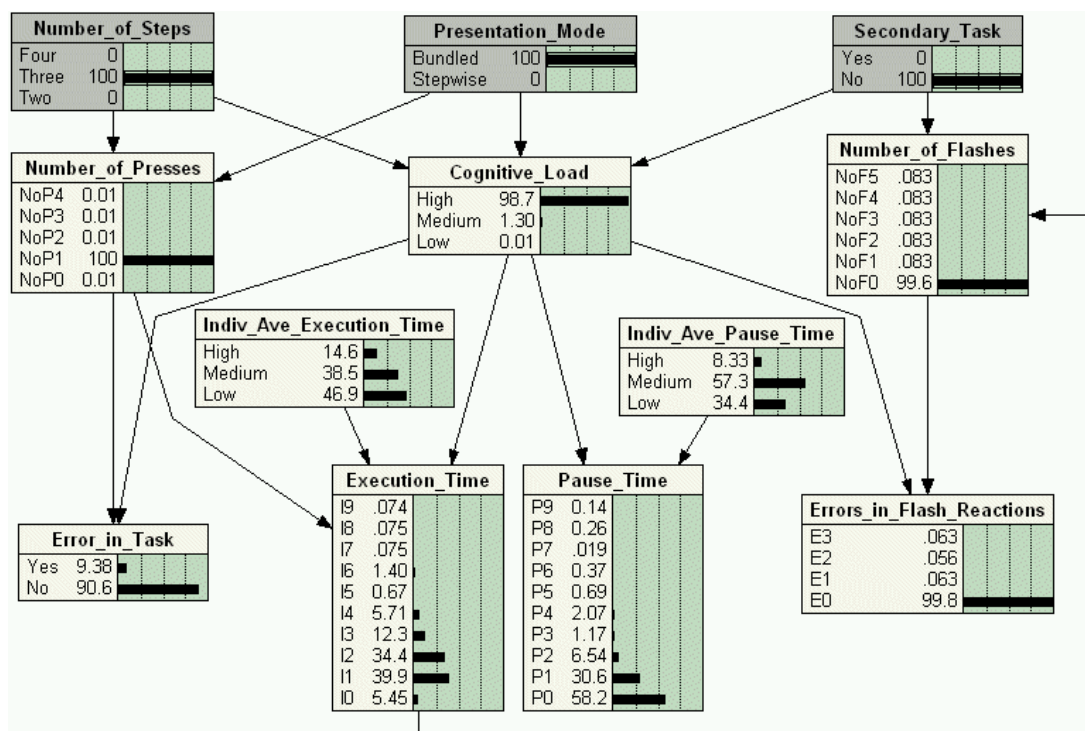 Number_of_Steps
Four 0
Three 100
Two 0
Presentation_Mode
Bundled 100
Stepwise 0
Secondary_Task
Yes 0
No 100
Number_of_Presses
NoP4 0.01
NoP3 0.01
NoP2 0.01
NoP1 100
NoP0 0.01
Cognitive_Load
High 98.7
Medium 1.30
Low 0.01
Number_of_Flashes
NoF5 .083
NoF4 .083
NoF3 .083
NoF2 .083
NoF1 .083
NoF0 99.6
Indiv_Ave_Execution_Time
High 14.6
Medium 38.5
Low 46.9
Indiv_Ave_Pause_Time
High 8.33
Medium 57.3
Low 34.4
Error_in_Task
Yes 9.38
No 90.6
Execution_Time
I9 .074
I8 .075
I7 .075
I6 1.40
I5 0.67
I4 5.71
I3 12.3
I2 34.4
I1 39.9
I0 5.45
Pause_Time
P9 0.14
P8 0.26
P7 .019
P6 0.37
P5 0.69
P4 2.07
P3 1.17
P2 6.54
P1 30.6
P0 58.2
Errors_in_Flash_Reactions
E3 .063
E2 .056
E1 .063
E0 99.8